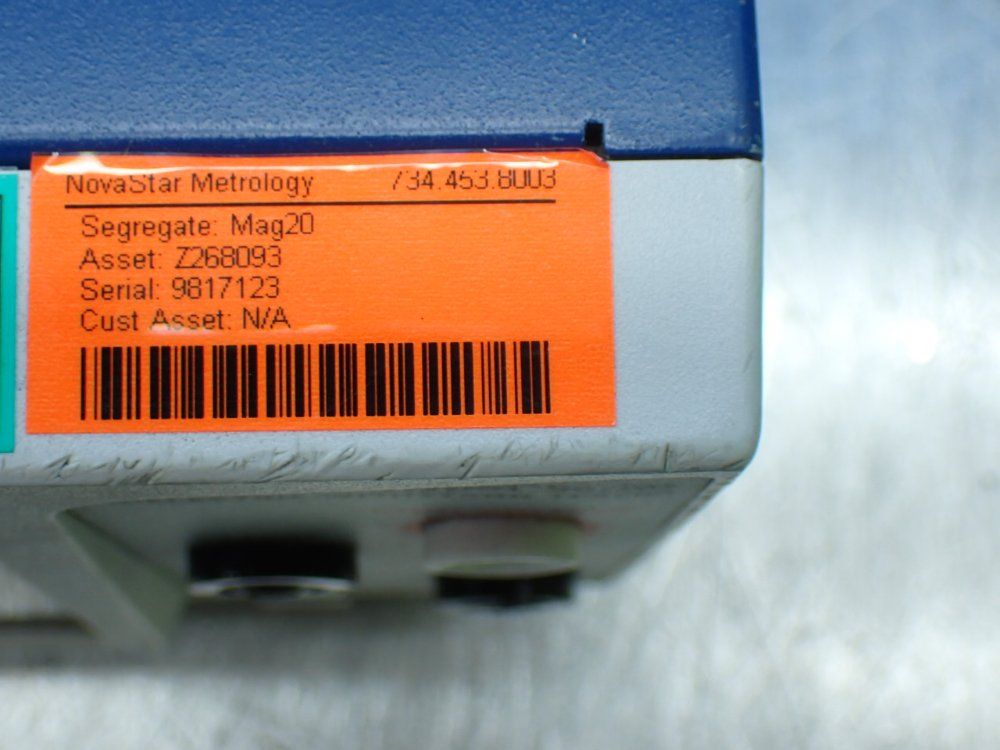 NovaStar Metrology 734.453.8003
Segregate: Mag20
Asset: Z268093
Serial: 9817123
Cust Asset: N/A